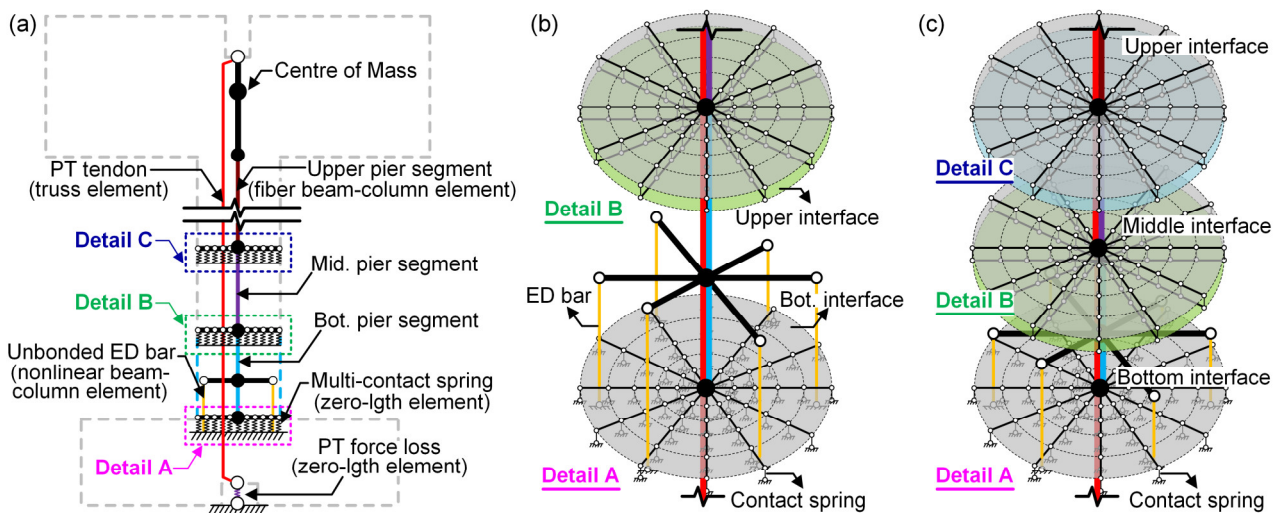 (a)
Centre of Mass
PT tendon
(truss element)
Upper pier segment
(fiber beam-column element)
Detail C
Mid. pier segment
Detail B
Bot. pier segment
Unbonded ED bar
(nonlinear beam-
column element)
Multi-contact spring
(zero-lgth element)
Detail A
PT force loss
(zero-lgth element)
(b)
Detail B
Upper interface
ED bar
Bot. interface
Detail A
Contact spring
(c)
Upper interface
Detail C
Middle interface
Detail B
Bottom interface
Detail A
Contact spring